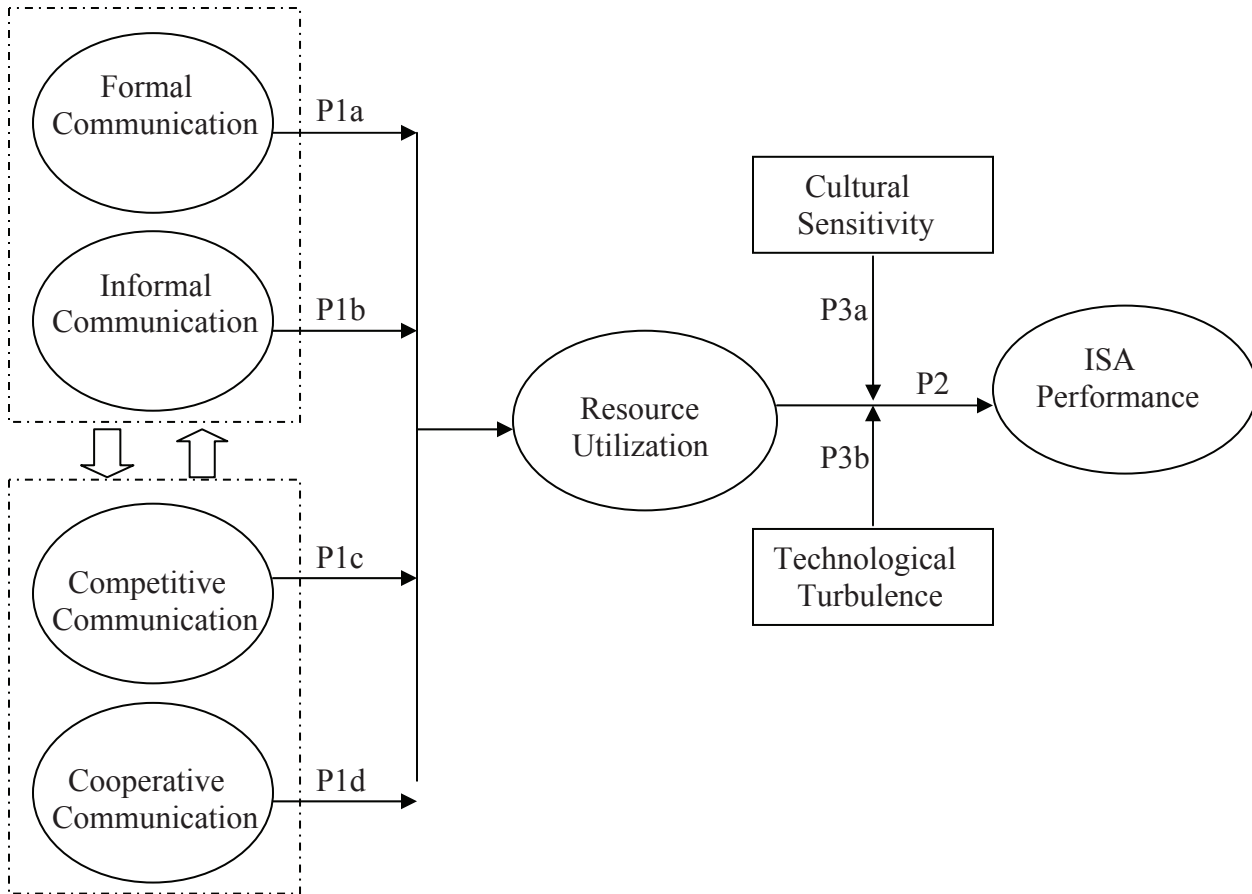 Formal
Communication
P1a
Informal
Communication
P1b
Competitive
Communication
P1c
Cooperative
Communication
P1d
Resource
Utilization
Cultural
Sensitivity
P3a
P2
P3b
Technological
Turbulence
ISA
Performance